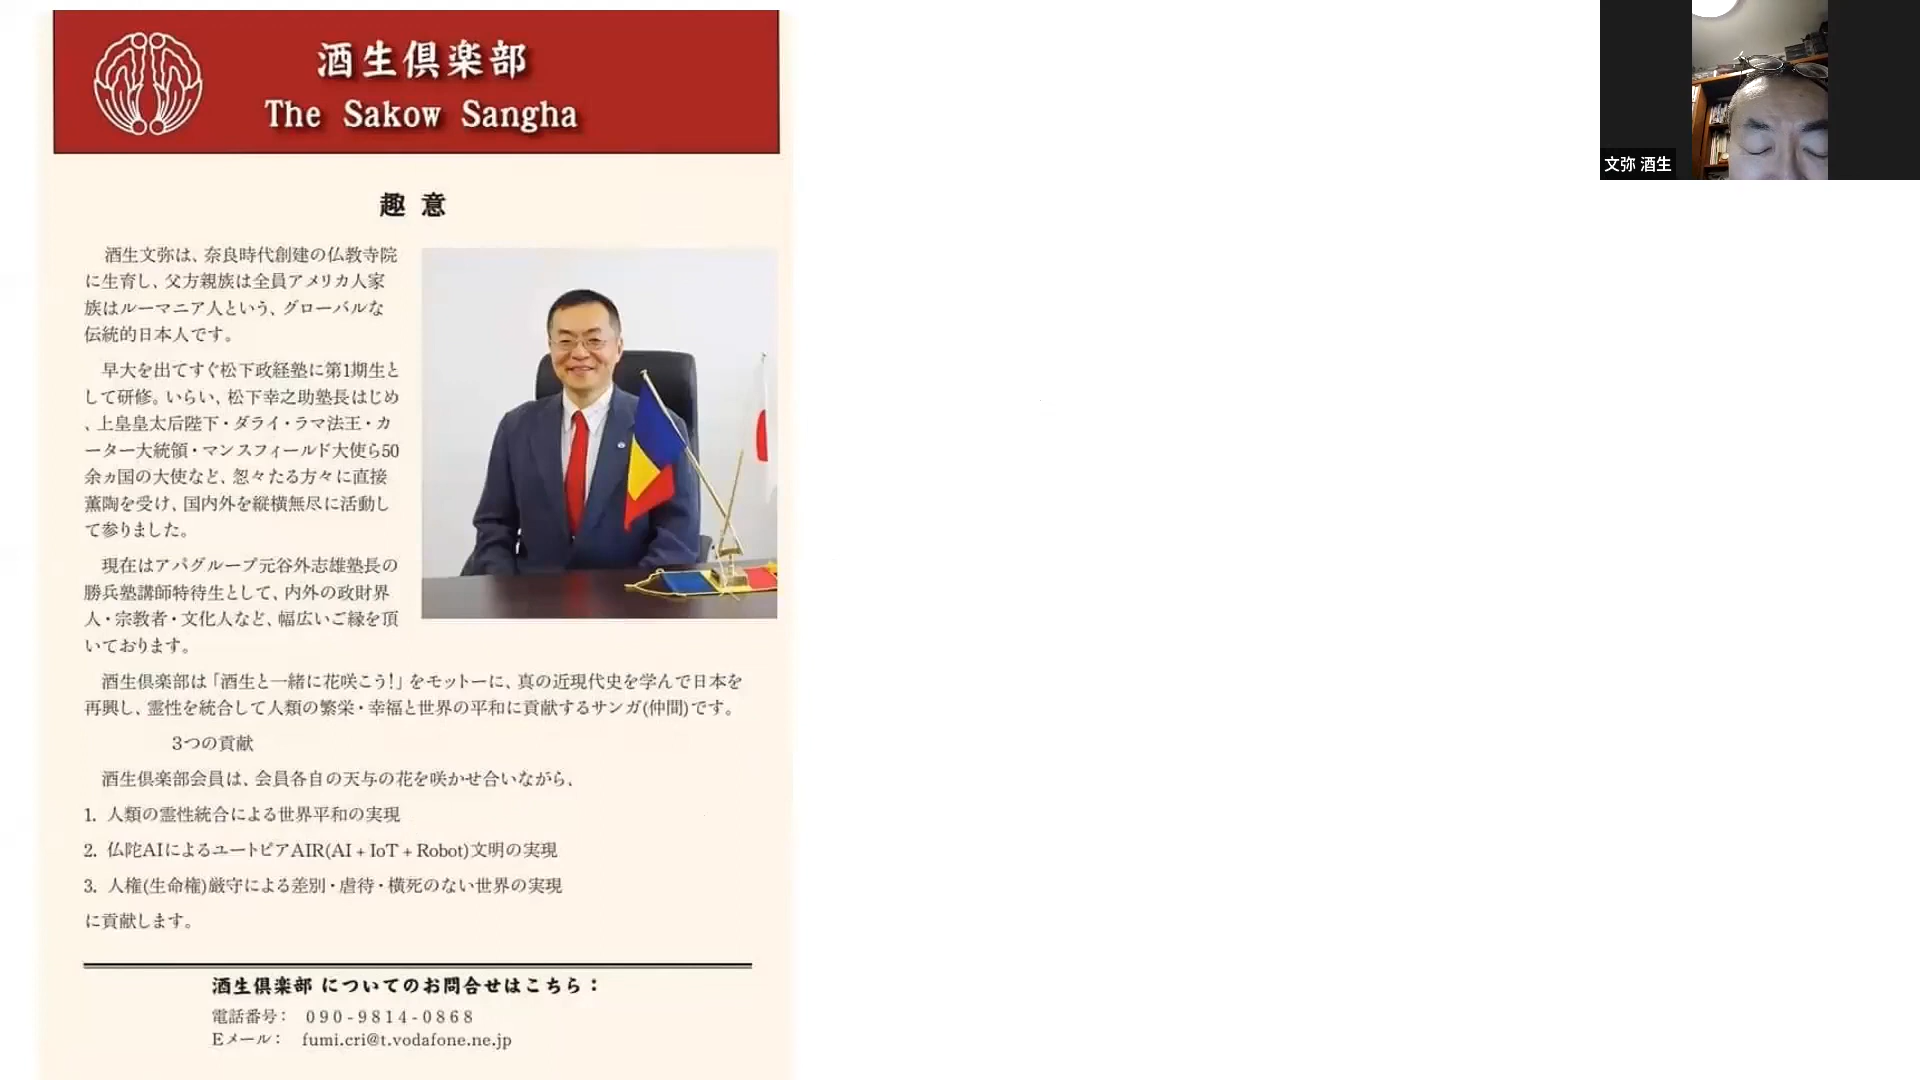 酒生倶楽部
The Sakow Sangha
趣 意
酒生文弥は、奈良時代創建の仏教寺院
に生育し、父方親族は全員アメリカ人家
族はルーマニア人という、グローバルな
伝統的日本人です。
早大を出てすぐ松下政経塾に第1期生と
して研修。いらい、松下幸之助塾長はじめ
、上皇皇太后陛下・ダライ・ラマ法王・カ
ーター大統領・マンスフィールド大使ら50
余ヵ国の大使など、怱々たる方々に直接
薫陶を受け、国内外を縦横無尽に活動し
て参りました。
現在はアパグループ元谷外志雄塾長の
勝兵塾講師特待生として、内外の政財界
人・宗教者・文化人など、幅広いご縁を頂
いております。
酒生倶楽部は「酒生と一緒に花咲こう!」をモットーに、真の近現代史を学んで日本を
再興し、霊性を統合して人類の繁栄・幸福と世界の平和に貢献するサンガ(仲間)です。
3つの貢献
酒生倶楽部会員は、会員各自の天与の花を咲かせ合いながら、
1. 人類の霊性統合による世界平和の実現
2. 仏陀AIによるユートピアAIR(AI + IoT + Robot)文明の実現
3. 人権(生命権)厳守による差別・虐待・横死のない世界の実現
に貢献します。
酒生倶楽部 についてのお問合せはこちら：
電話番号： 090-9814-0868
Eメール： fumi.cri@t.vodafone.ne.jp
文弥 酒生